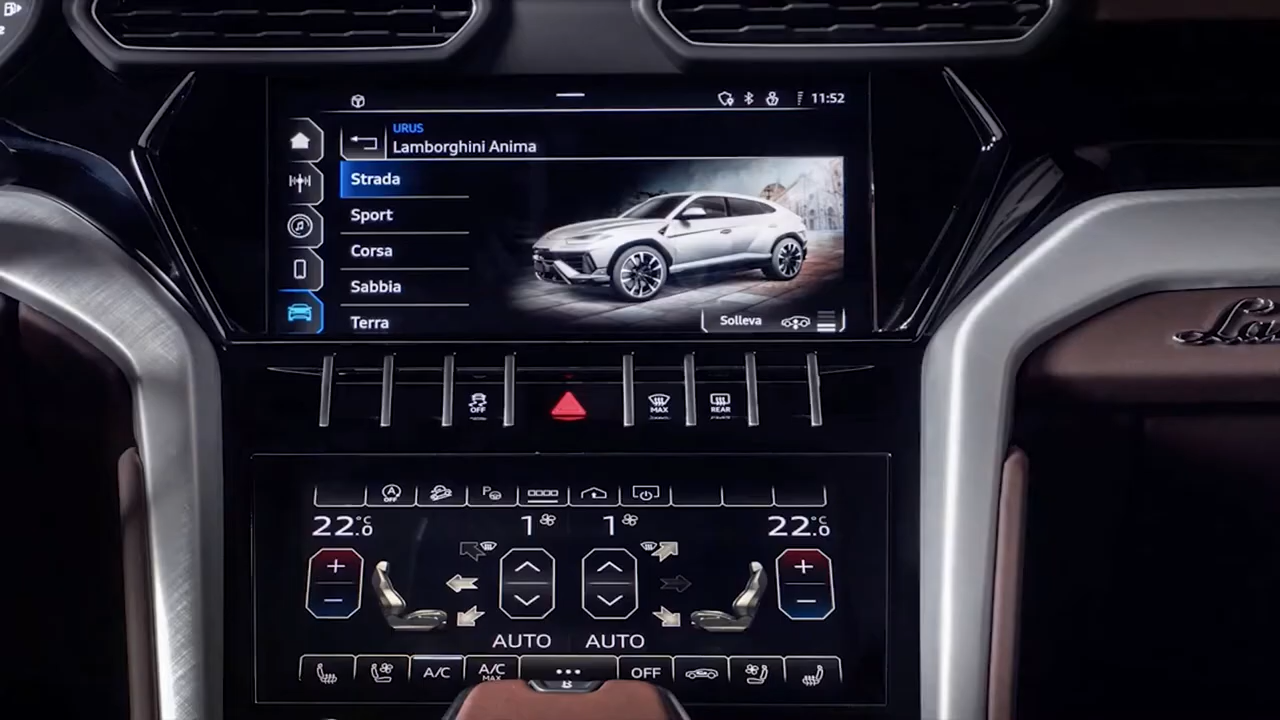 11:52
URUS
Lamborghini Anima
Strada
Sport
Corsa
Sabbia
Terra
Solleva
OFF
MAX
REAR
A
OFF
P
22.0 °C
1
1
22.0 °C
AUTO
AUTO
A/C
A/C
MAX
OFF